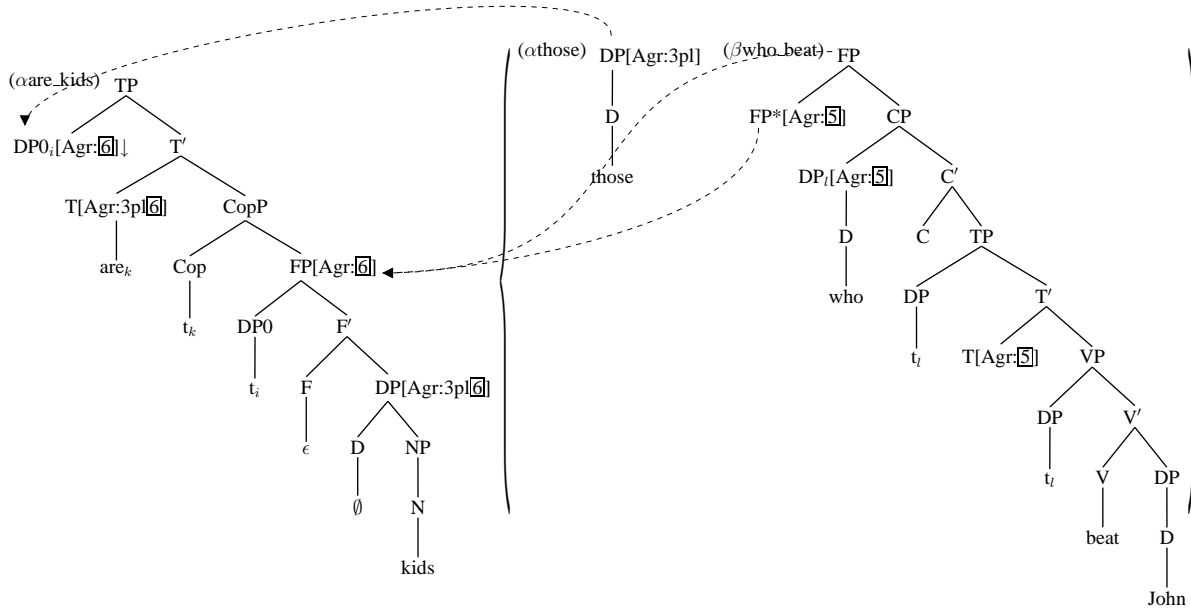 (αthose) DP[Agr:3pl] (βwho_beat) FP
(αare_kids) TP
D FP*[Agr:5] CP
DP0i[Agr:6]↓ T′
those DPl[Agr:5] C′
T[Agr:3pl6] CopP
D C TP
arek Cop FP[Agr:6]
who DP T′
tk DP0 F′
tl T[Agr:5] VP
ti F DP[Agr:3pl6]
DP V′
ϵ D NP
tl V DP
∅ N
beat D
kids
John